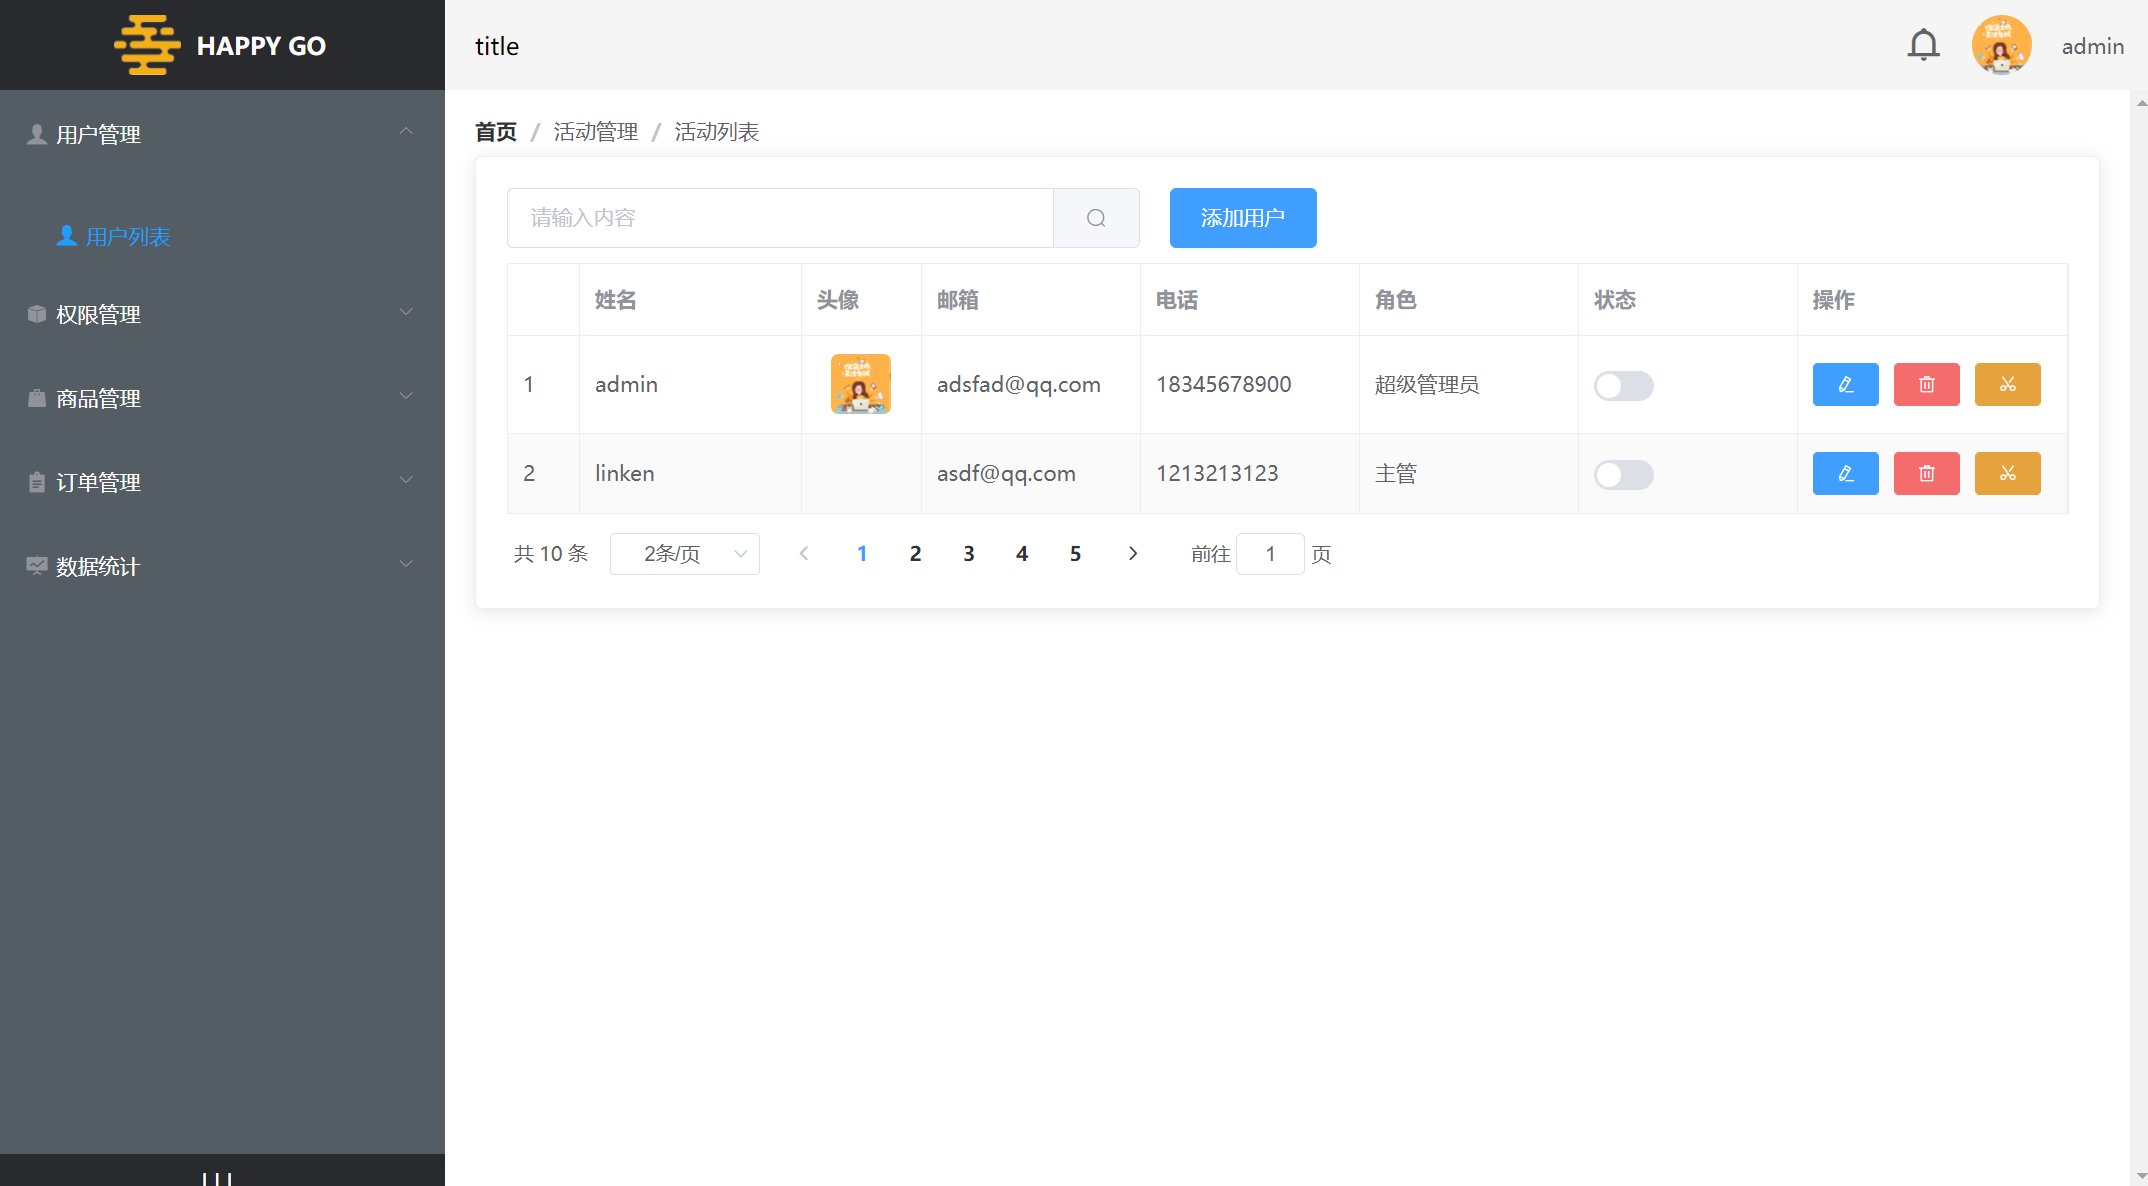 HAPPY GO
title
admin
用户管理
用户列表
权限管理
商品管理
订单管理
数据统计
首页 / 活动管理 / 活动列表
请输入内容
添加用户
姓名 头像 邮箱 电话 角色 状态 操作
1 admin adsfad@qq.com 18345678900 超级管理员
2 linken asdf@qq.com 1213213123 主管
共 10 条 2条/页 1 2 3 4 5 前往 1 页